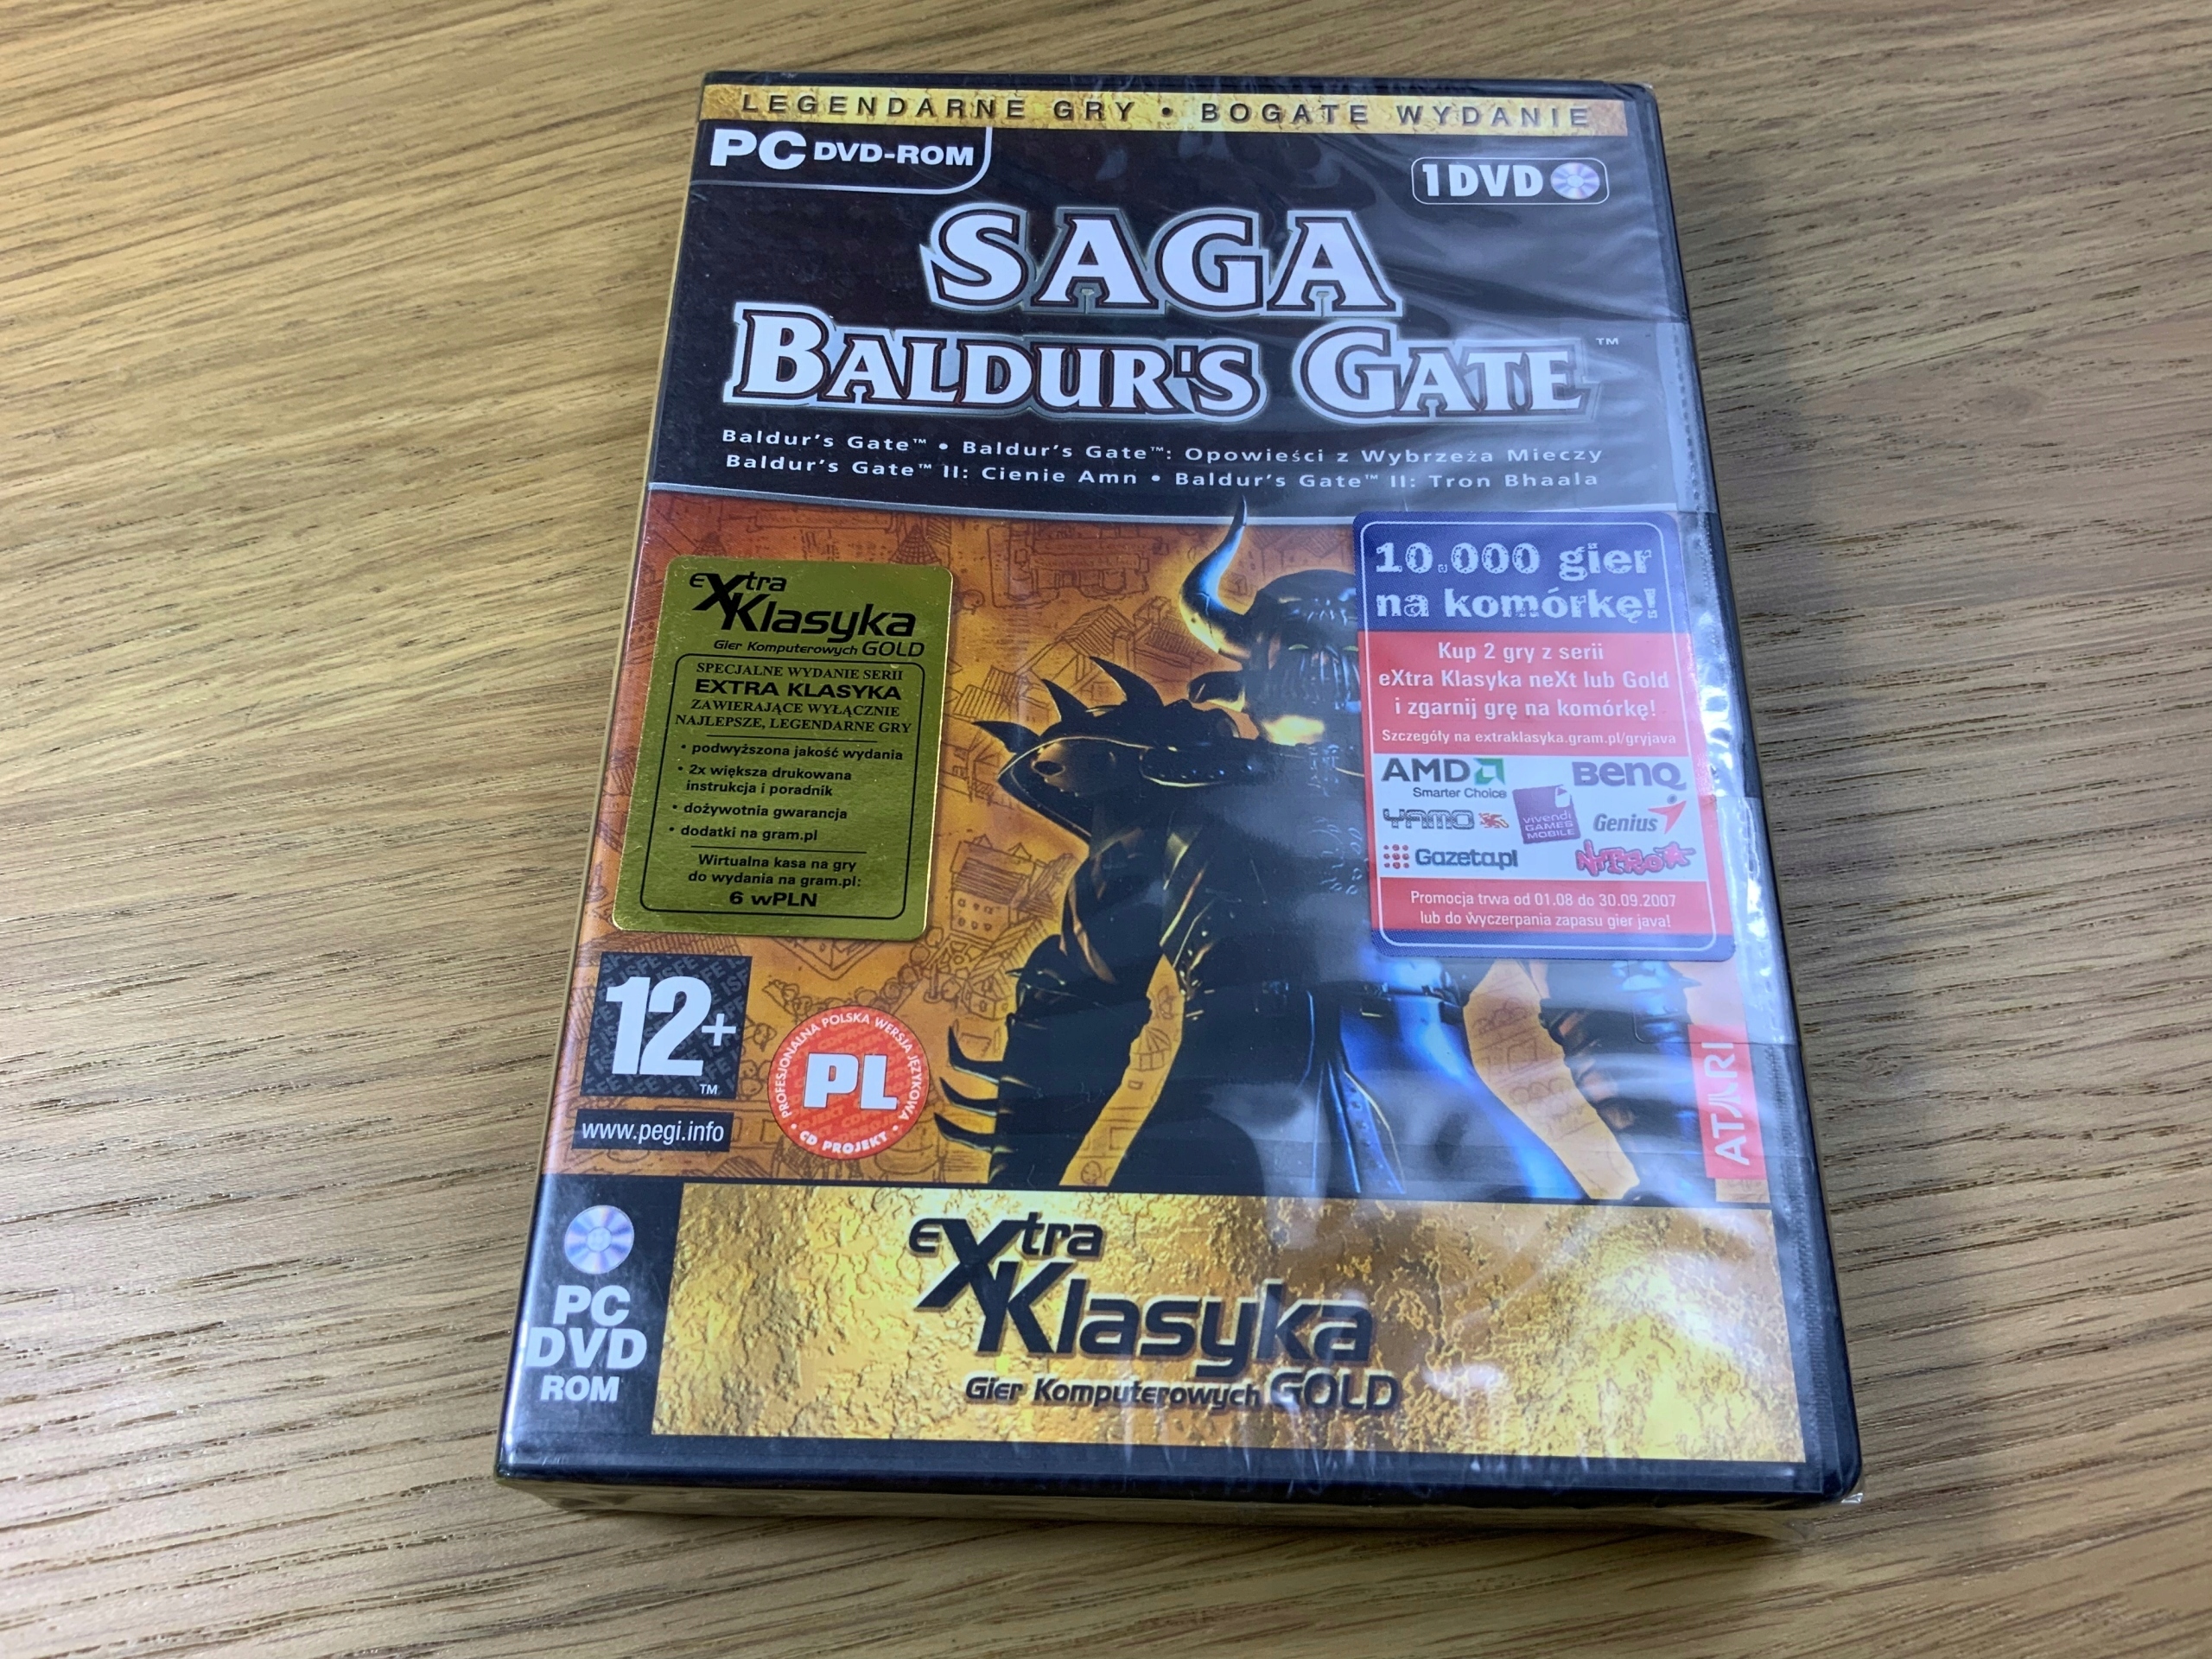 LEGENDARNE GRY • BOGATE WYDANIE
PC DVD-ROM
1DVD
SAGA
BALDUR'S GATE™
Baldur's Gate™ • Baldur's Gate™: Opowieści z Wybrzeża Mieczy
Baldur's Gate™ II: Cienie Amn • Baldur's Gate™ II: Tron Bhaala
eXtra
Klasyka
Gier Komputerowych GOLD
SPECJALNE WYDANIE SERII
EXTRA KLASYKA
ZAWIERAJĄCE WYŁĄCZNIE
NAJLEPSZE, LEGENDARNE GRY
• podwyższona jakość wydania
• 2x większa drukowana
instrukcja i poradnik
• dożywotnia gwarancja
• dodatki na gram.pl
Wirtualna kasa na gry
do wydania na gram.pl:
6 wPLN
10.000 gier
na komórkę!
Kup 2 gry z serii
eXtra Klasyka neXt lub Gold
i zgarnij grę na komórkę!
Szczegóły na extraklasyka.gram.pl/gryjava
AMD
Smarter Choice
BenQ
YAMO
vivendi
GAMES
MOBILE
Genius
Gazeta.pl
NITRO
Promocja trwa od 01.08 do 30.09.2007
lub do wyczerpania zapasu gier java!
12+
™
www.pegi.info
PROFESJONALNA POLSKA WERSJA JĘZYKOWA
PL
• CD PROJEKT •
ATARI
PC
DVD
ROM
eXtra
Klasyka
Gier Komputerowych GOLD